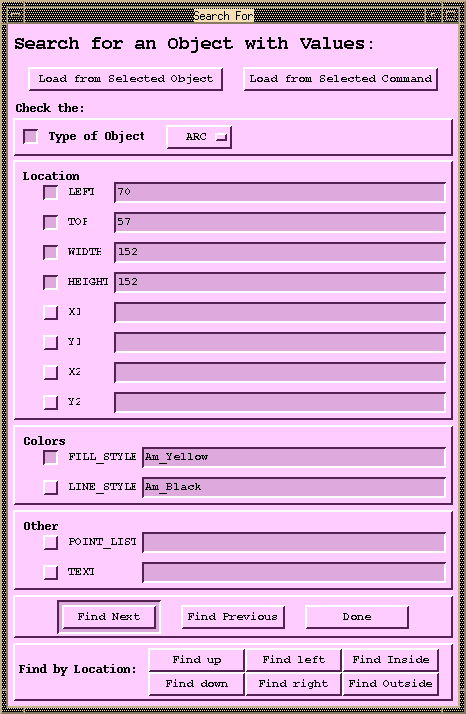 Search For
Search for an Object with Values:
Load from Selected Object Load from Selected Command
Check the:
Type of Object ARC
Location
LEFT 70
TOP 57
WIDTH 152
HEIGHT 152
X1
Y1
X2
Y2
Colors
FILL_STYLE Am_Yellow
LINE_STYLE Am_Black
Other
POINT_LIST
TEXT
Find Next Find Previous Done
Find by Location: Find up Find left Find Inside
Find down Find right Find Outside